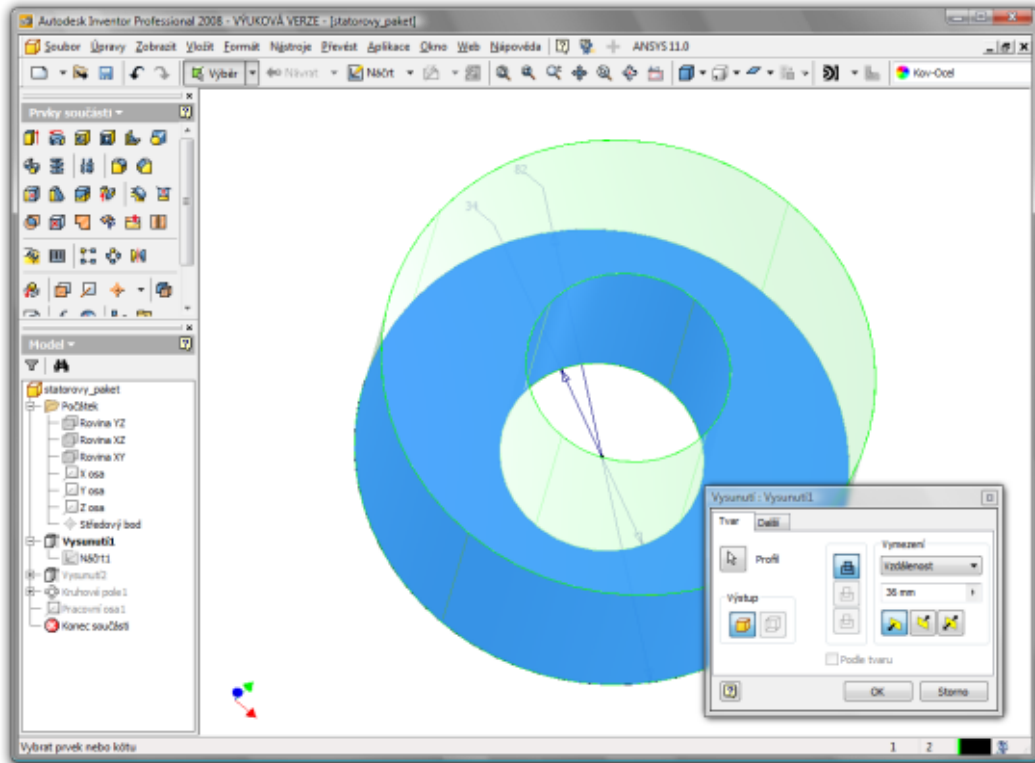 Autodesk Inventor Professional 2008 - VÝUKOVÁ VERZE - [statorovy_paket]
Soubor Úpravy Zobrazit Vložit Formát Nástroje Převést Aplikace Okno Web Nápověda ANSYS 11.0
Výběr Návrat Náčrt Kov-Ocel
Prvky součásti
82
34
Model
statorovy_paket
Počátek
Rovina YZ
Rovina XZ
Rovina XY
X osa
Y osa
Z osa
Středový bod
Vysunutí1
Náčrt1
Vysunutí2
Kruhové pole1
Pracovní osa1
Konec součásti
Vysunutí : Vysunutí1
Tvar Další
Profil
Vymezení
Vzdálenost
Výstup
36 mm
Podle tvaru
OK Storno
Vybrat prvek nebo kótu
1 2